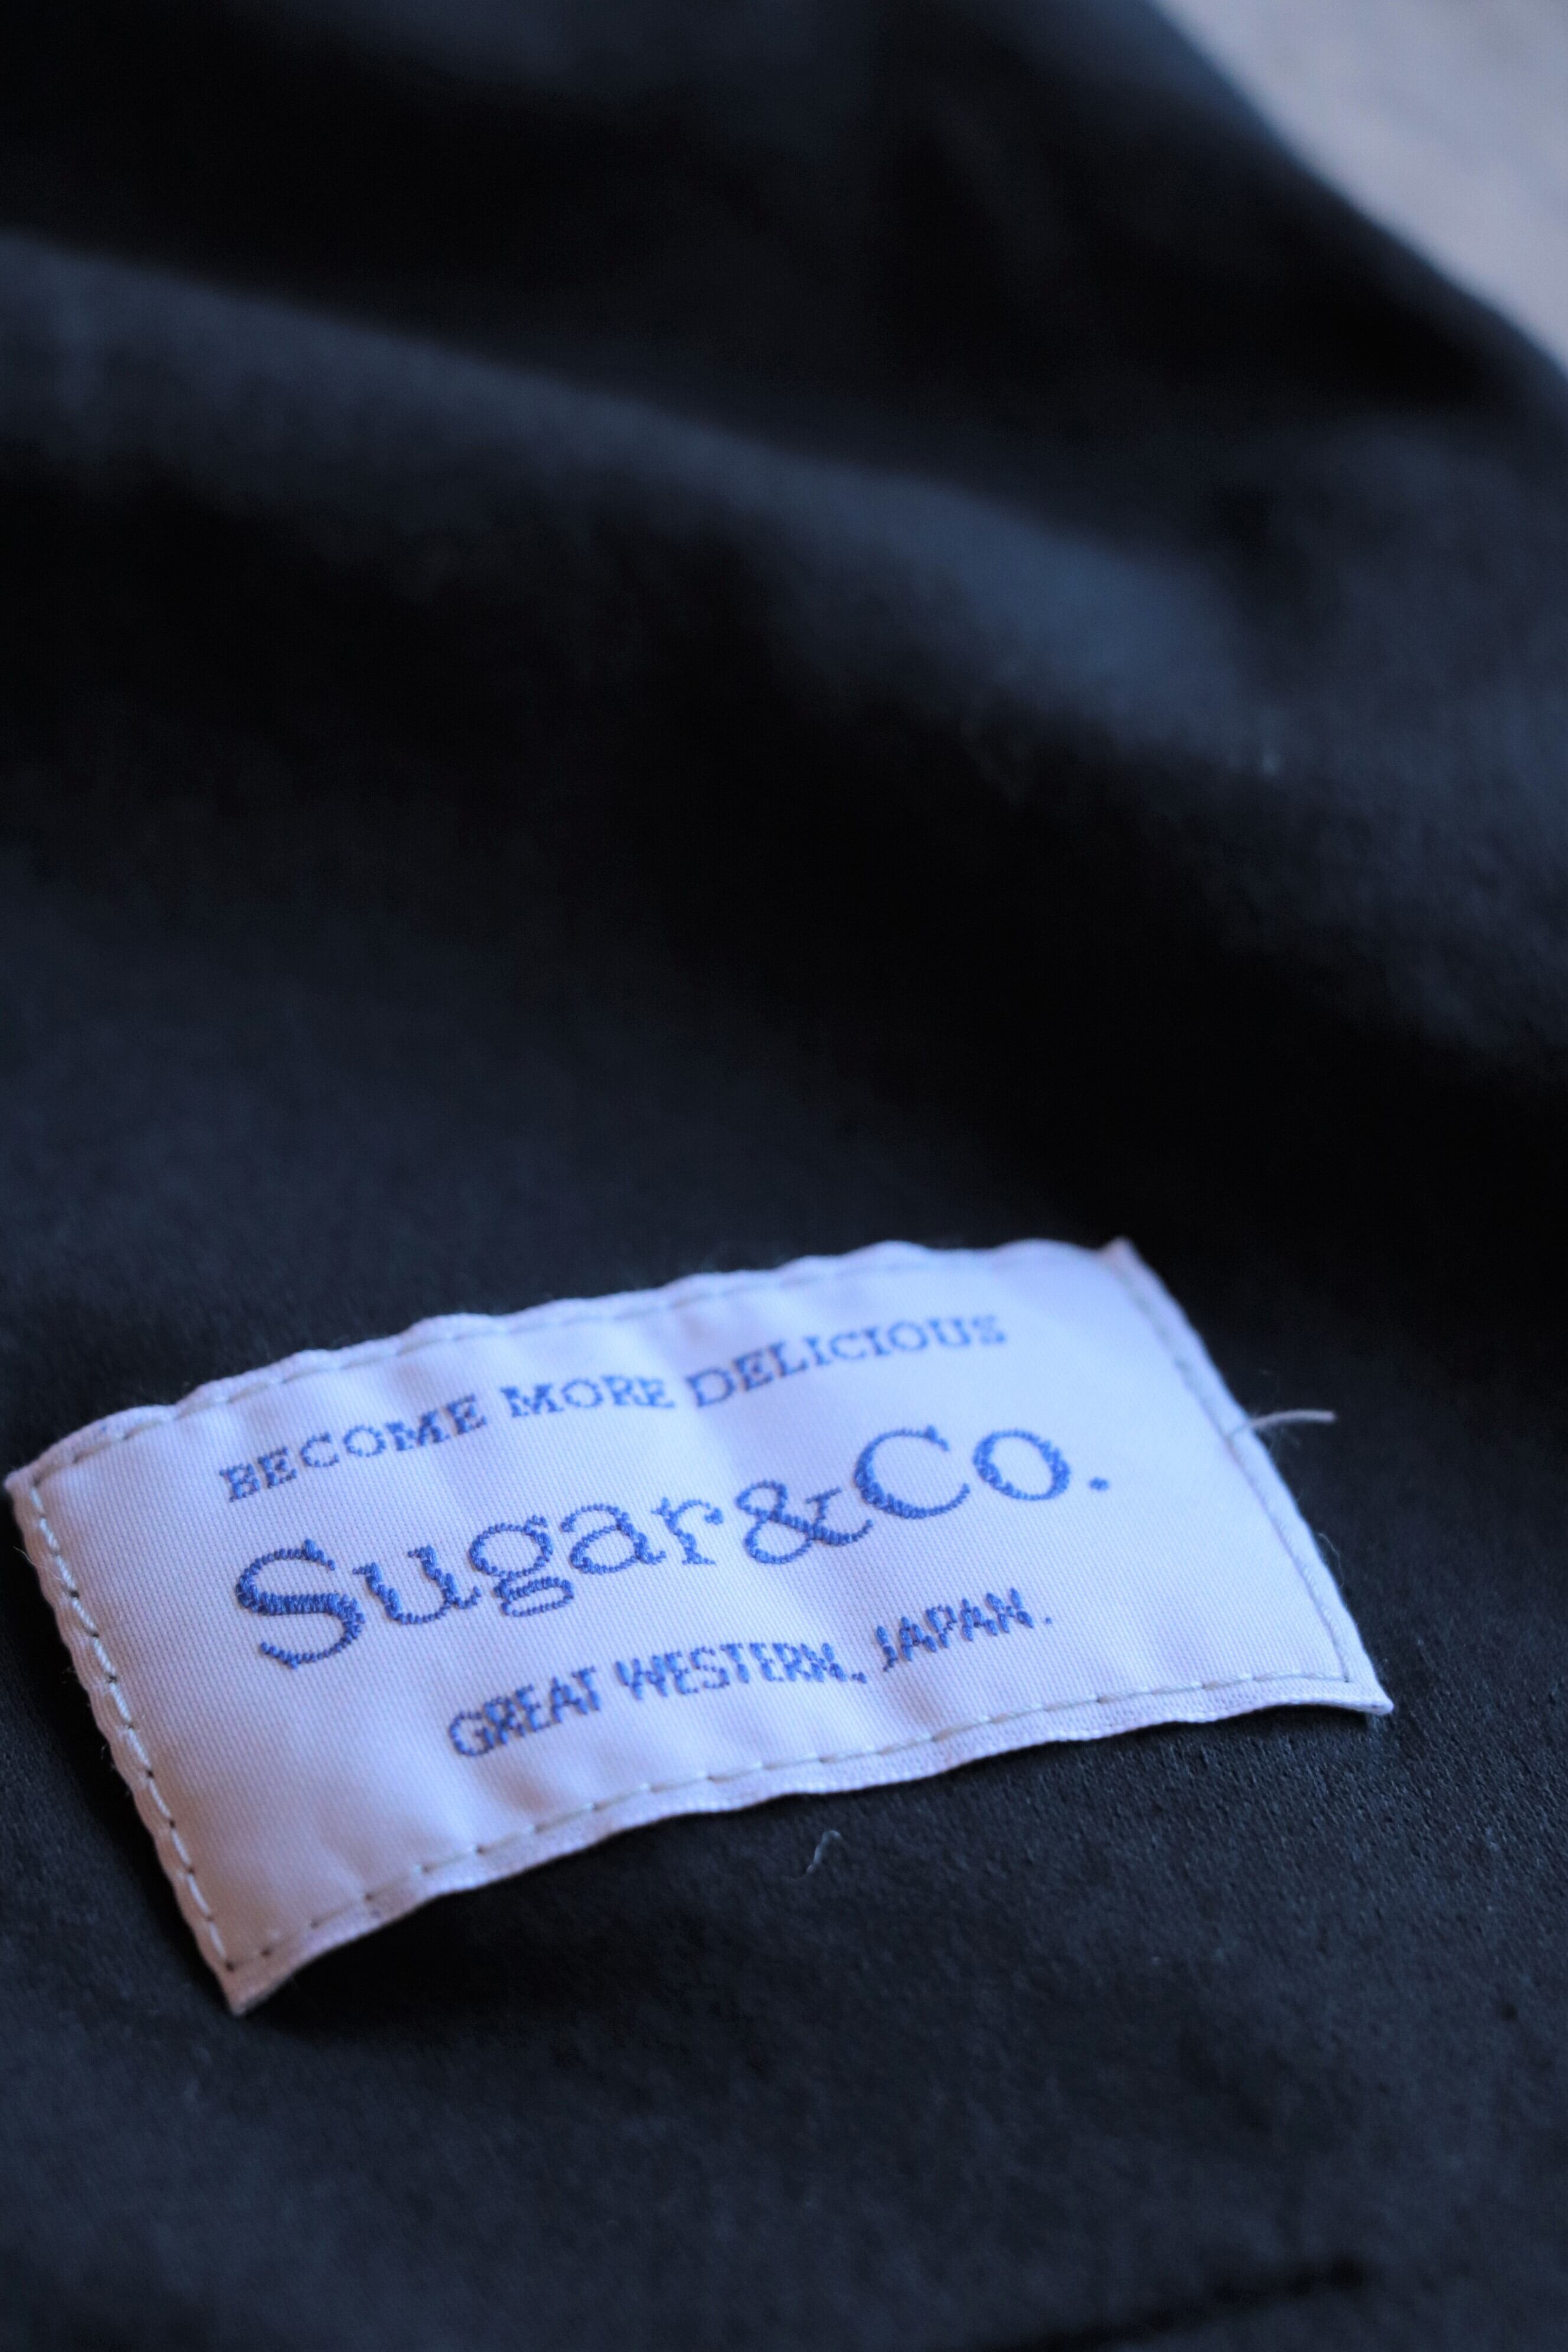 BECOME MORE DELICIOUS
Sugar&Co.
GREAT WESTERN, JAPAN.